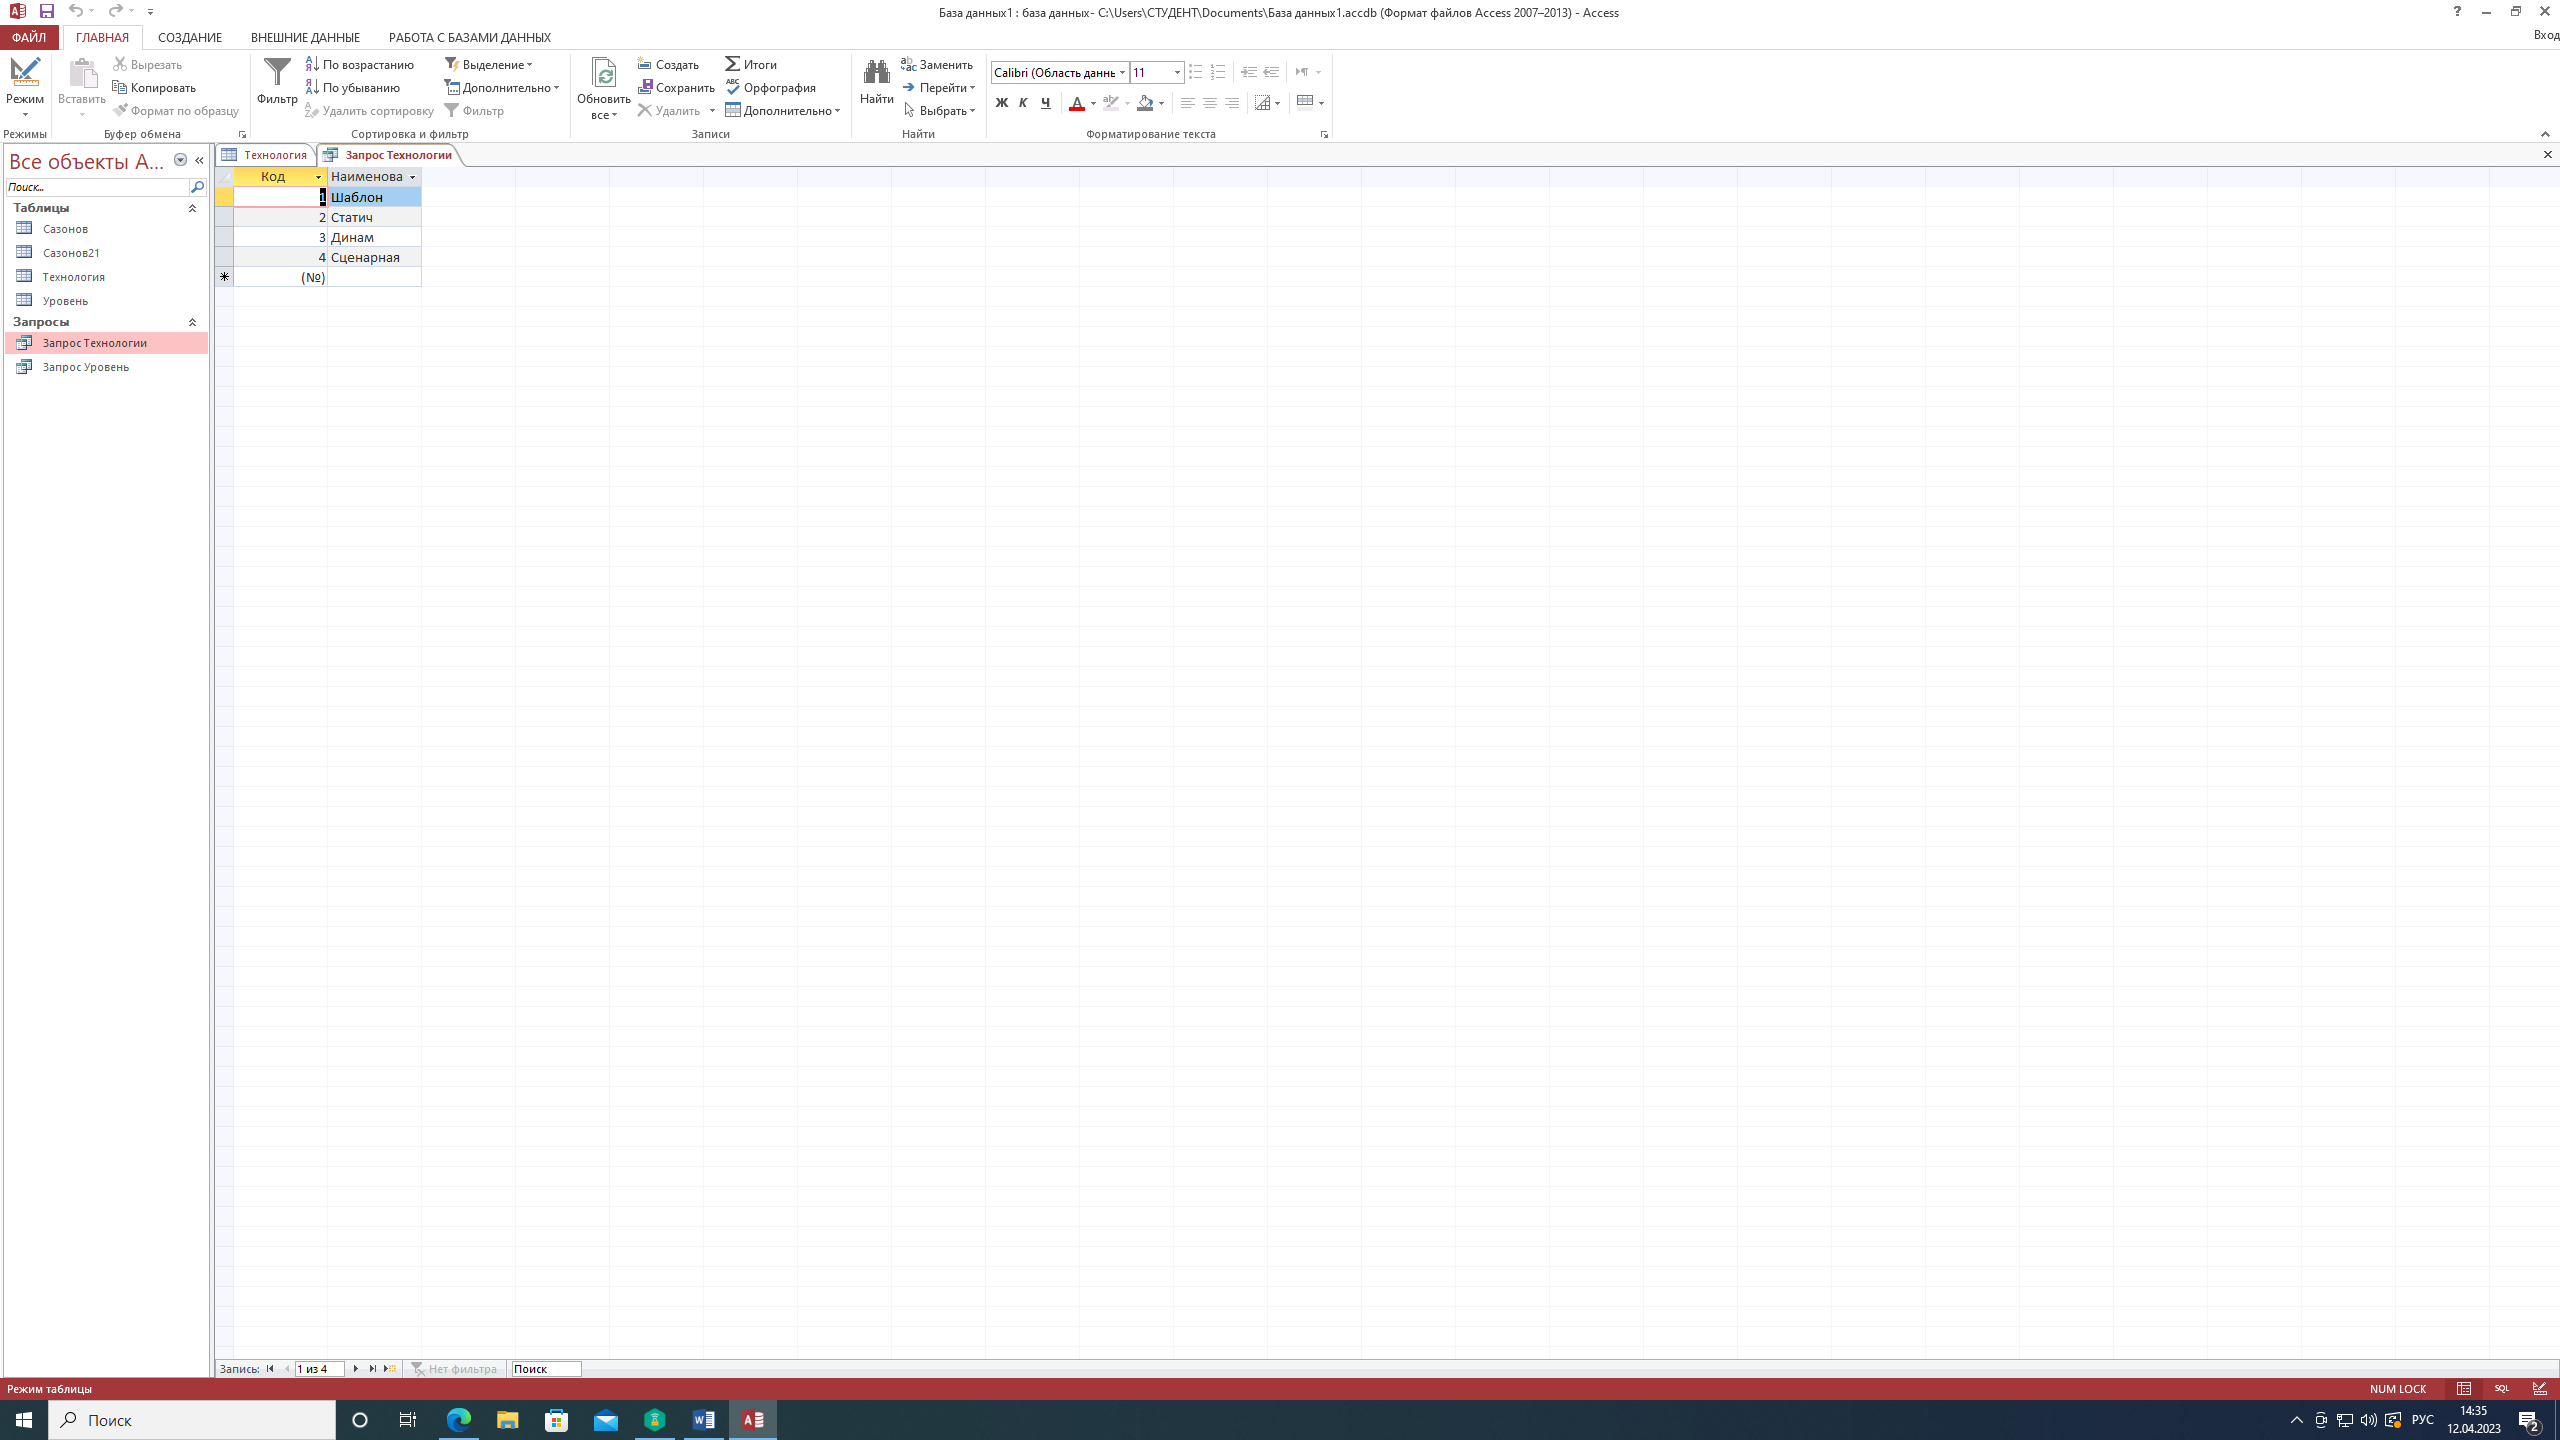 База данных1 : база данных- C:\Users\СТУДЕНТ\Documents\База данных1.accdb (Формат файлов Access 2007–2013) - Access
ФАЙЛ ГЛАВНАЯ СОЗДАНИЕ ВНЕШНИЕ ДАННЫЕ РАБОТА С БАЗАМИ ДАННЫХ Вход
Режим
Режимы
Вставить
Вырезать
Копировать
Формат по образцу
Буфер обмена
Фильтр
По возрастанию
По убыванию
Удалить сортировку
Выделение
Дополнительно
Фильтр
Сортировка и фильтр
Обновить
все
Создать
Сохранить
Удалить
Итоги
Орфография
Дополнительно
Записи
Найти
Заменить
Перейти
Выбрать
Найти
Calibri (Область даннь 11
Ж К Ч А
Форматирование текста
Все объекты A...
Поиск...
Таблицы
Сазонов
Сазонов21
Технология
Уровень
Запросы
Запрос Технологии
Запрос Уровень
Технология Запрос Технологии
Код Наименова
1 Шаблон
2 Статич
3 Динам
4 Сценарная
(№)
Запись: 1 из 4 Нет фильтра Поиск
Режим таблицы NUM LOCK SQL
Поиск
РУС
14:35
12.04.2023
2